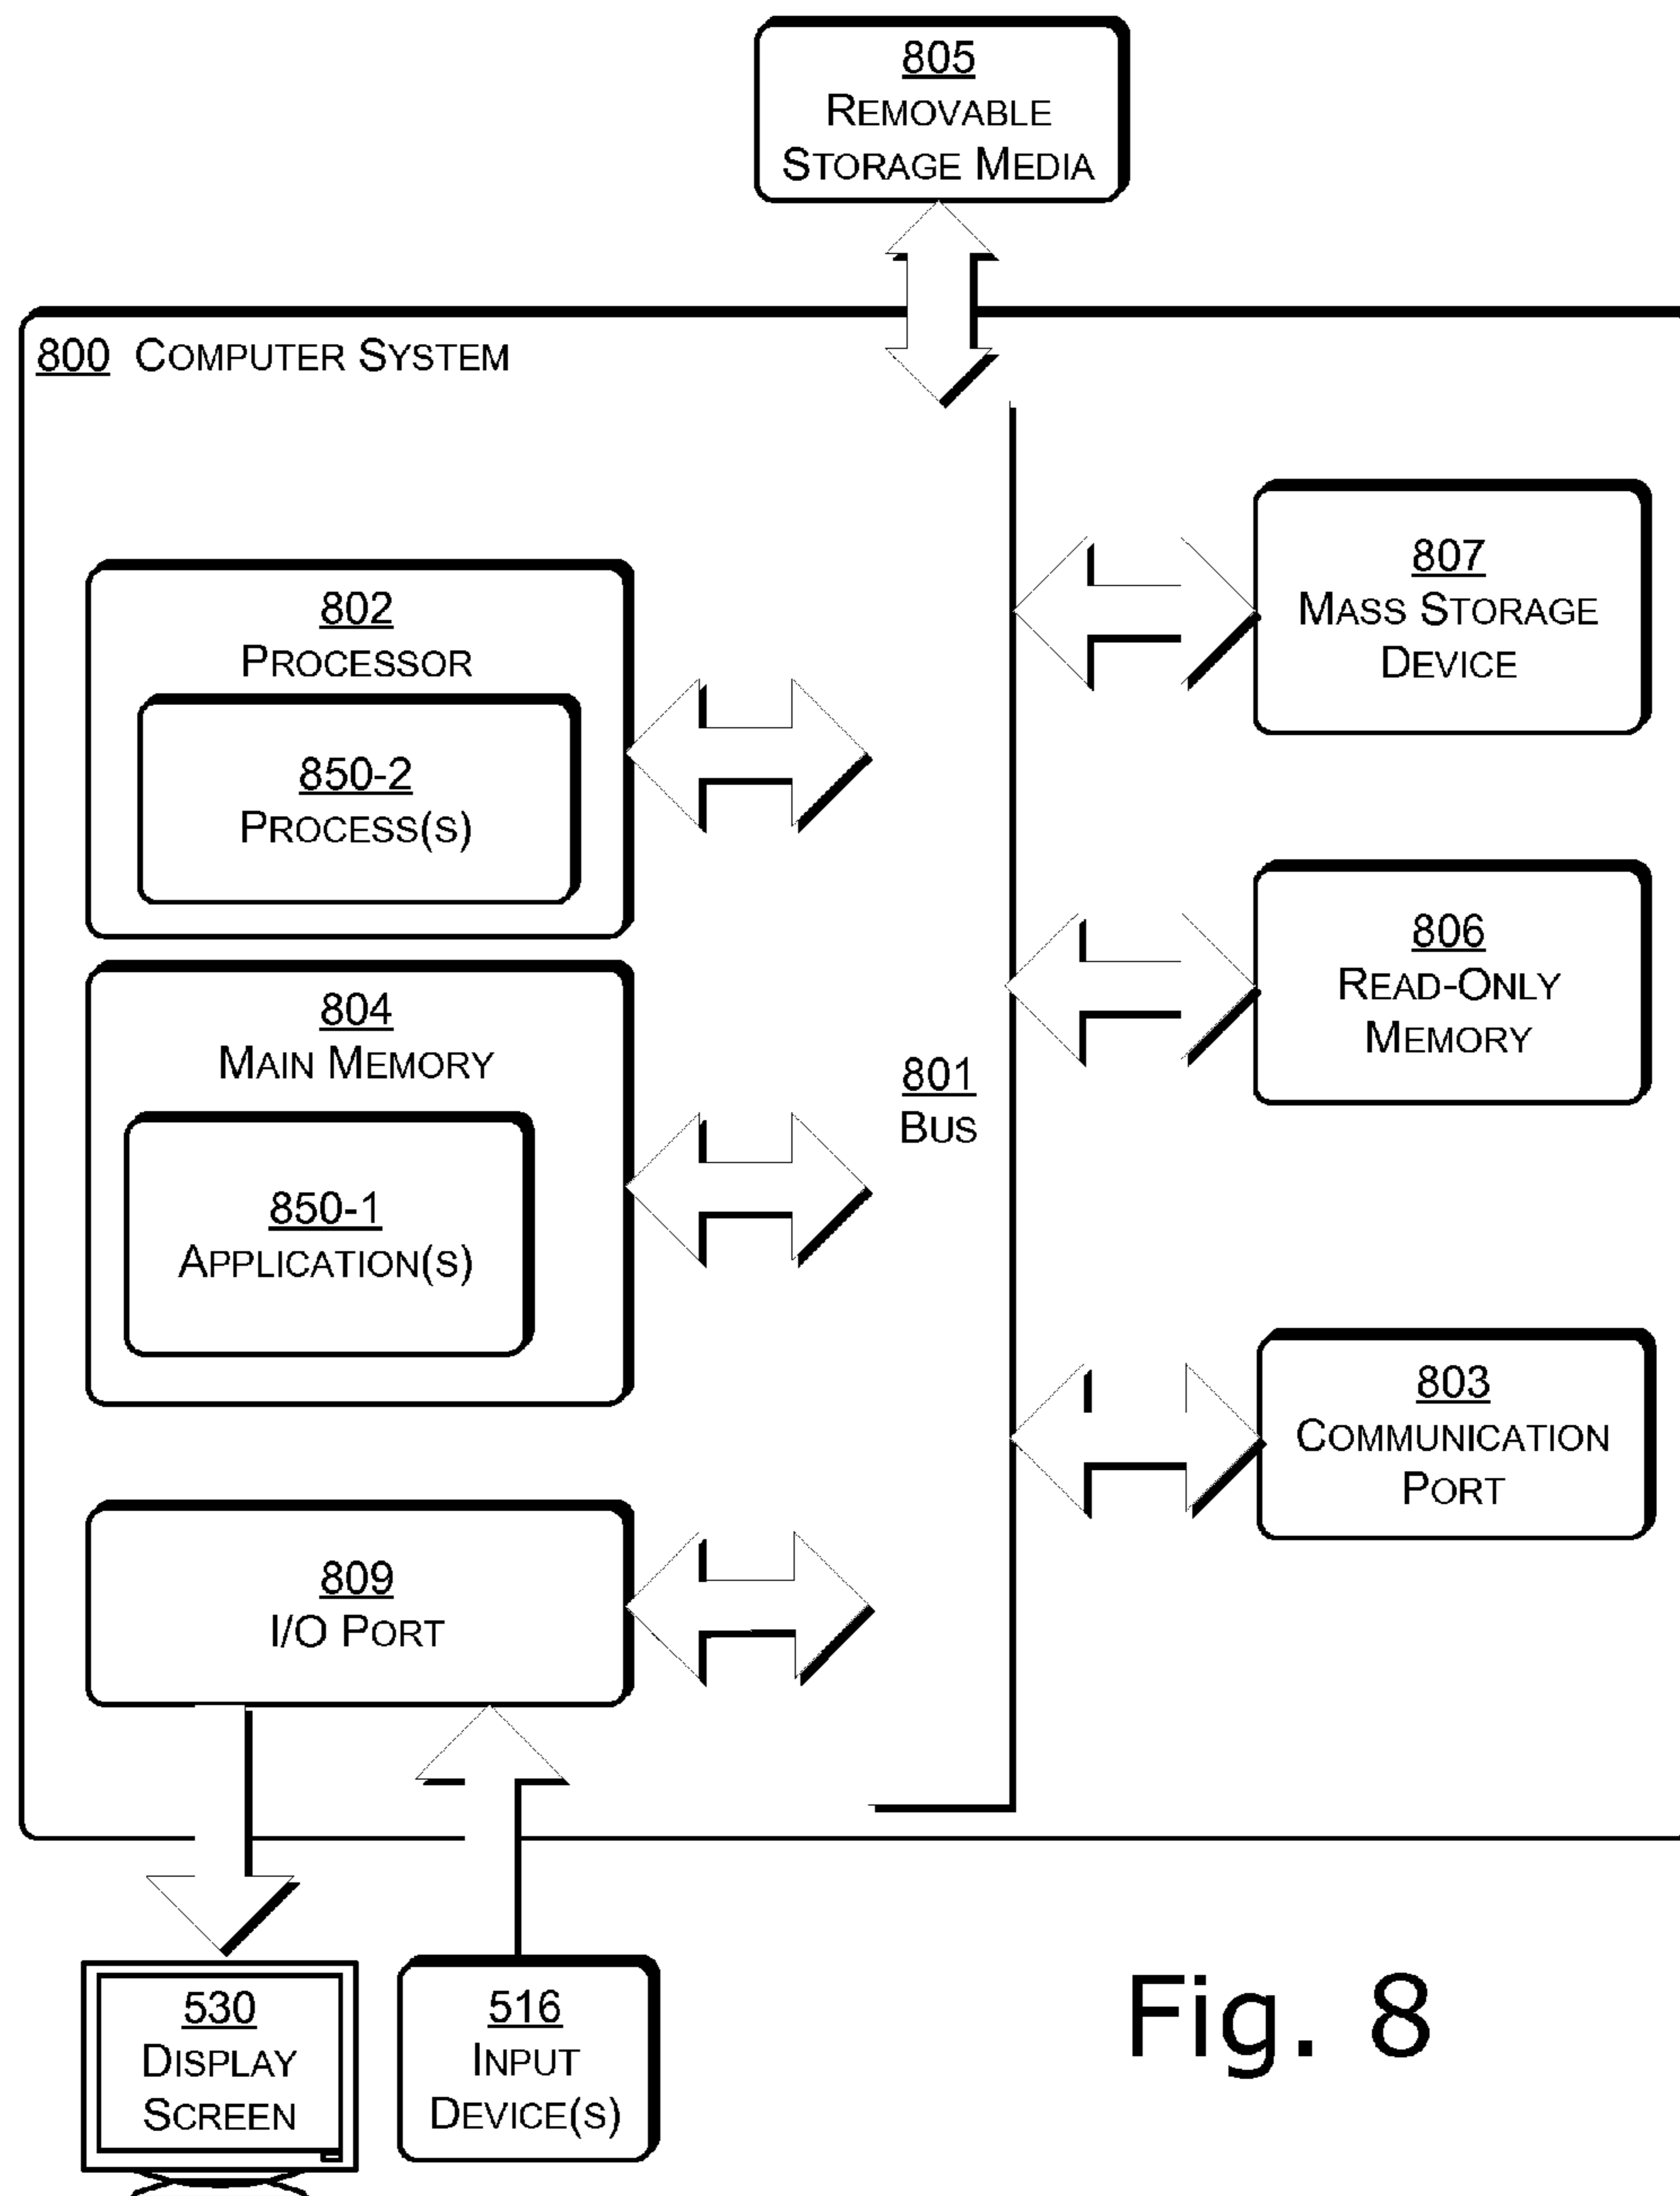 805
REMOVABLE
STORAGE MEDIA
800 COMPUTER SYSTEM
802
PROCESSOR
850-2
PROCESS(S)
807
MASS STORAGE
DEVICE
804
MAIN MEMORY
850-1
APPLICATION(S)
801
BUS
806
READ-ONLY
MEMORY
803
COMMUNICATION
PORT
809
I/O PORT
530
DISPLAY
SCREEN
516
INPUT
DEVICE(S)
Fig. 8